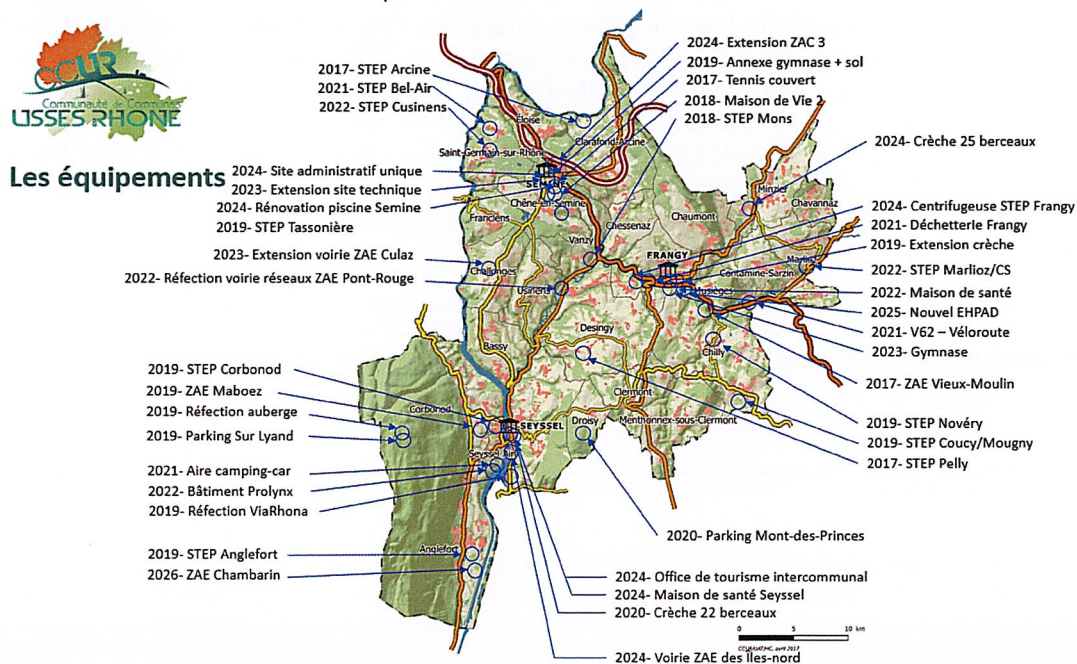 CCUR
Communauté de Communes
USSES RHÔNE
Les équipements
2017- STEP Arcine
2021- STEP Bel-Air
2022- STEP Cusinens
2024- Site administratif unique
2023- Extension site technique
2024- Rénovation piscine Semine
2019- STEP Tassonière
2023- Extension voirie ZAE Culaz
2022- Réfection voirie réseaux ZAE Pont-Rouge
2019- STEP Corbonod
2019- ZAE Maboez
2019- Réfection auberge
2019- Parking Sur Lyand
2021- Aire camping-car
2022- Bâtiment Prolynx
2019- Réfection ViaRhona
2019- STEP Anglefort
2026- ZAE Chambarin
2024- Extension ZAC 3
2019- Annexe gymnase + sol
2017- Tennis couvert
2018- Maison de Vie 2
2018- STEP Mons
2024- Crèche 25 berceaux
2024- Centrifugeuse STEP Frangy
2021- Déchetterie Frangy
2019- Extension crèche
2022- STEP Marlioz/CS
2022- Maison de santé
2025- Nouvel EHPAD
2021- V62 – Véloroute
2023- Gymnase
2017- ZAE Vieux-Moulin
2019- STEP Novéry
2019- STEP Coucy/Mougny
2017- STEP Pelly
2020- Parking Mont-des-Princes
2024- Office de tourisme intercommunal
2024- Maison de santé Seyssel
2020- Crèche 22 berceaux
2024- Voirie ZAE des Iles-nord
Eloise
Clarafond-Arcine
Saint-Germain-sur-Rhône
SEMINE
Chêne-en-Semine
Franclens
Vanzy
Chessenaz
Chaumont
Minzier
Chavannaz
Marlioz
Contamine-Sarzin
FRANGY
Musièges
Challonges
Usinens
Bassy
Desingy
Chilly
Clermont
Menthonnex-sous-Clermont
Droisy
Corbonod
SEYSSEL
Seyssel Ain
Anglefort
0 5 10 km